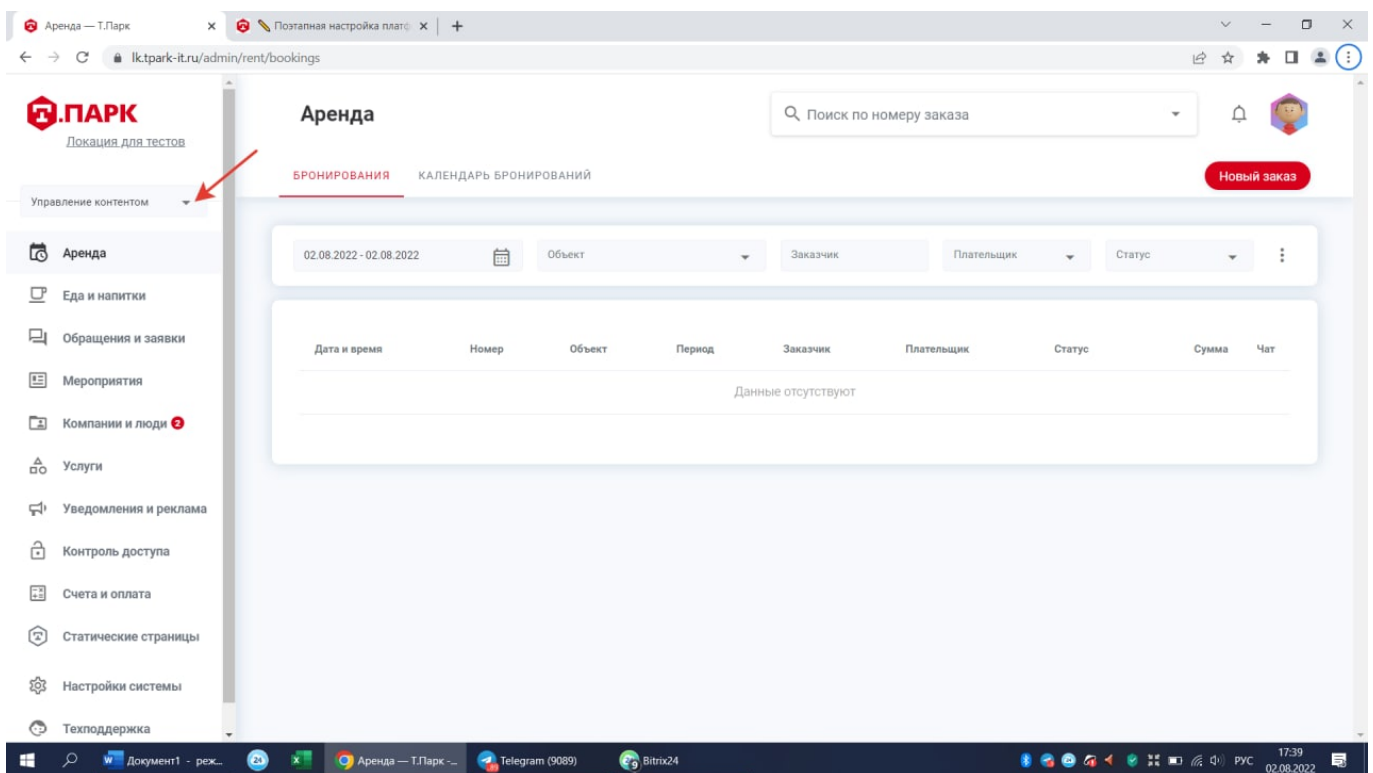 Аренда — Т.Парк
Поэтапная настройка платф
lk.tpark-it.ru/admin/rent/bookings
.ПАРК
Локация для тестов
Аренда
Поиск по номеру заказа
БРОНИРОВАНИЯ
КАЛЕНДАРЬ БРОНИРОВАНИЙ
Новый заказ
Управление контентом
Аренда
Еда и напитки
Обращения и заявки
Мероприятия
Компании и люди 2
Услуги
Уведомления и реклама
Контроль доступа
Счета и оплата
Статические страницы
Настройки системы
Техподдержка
02.08.2022 - 02.08.2022
Объект
Заказчик
Плательщик
Статус
Дата и время Номер Объект Период Заказчик Плательщик Статус Сумма Чат
Данные отсутствуют
Документ1 - реж...
24
Аренда — Т.Парк -...
Telegram (9089)
Bitrix24
РУС
17:39
02.08.2022